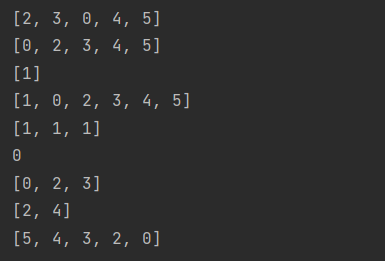 [2, 3, 0, 4, 5]
[0, 2, 3, 4, 5]
[1]
[1, 0, 2, 3, 4, 5]
[1, 1, 1]
0
[0, 2, 3]
[2, 4]
[5, 4, 3, 2, 0]